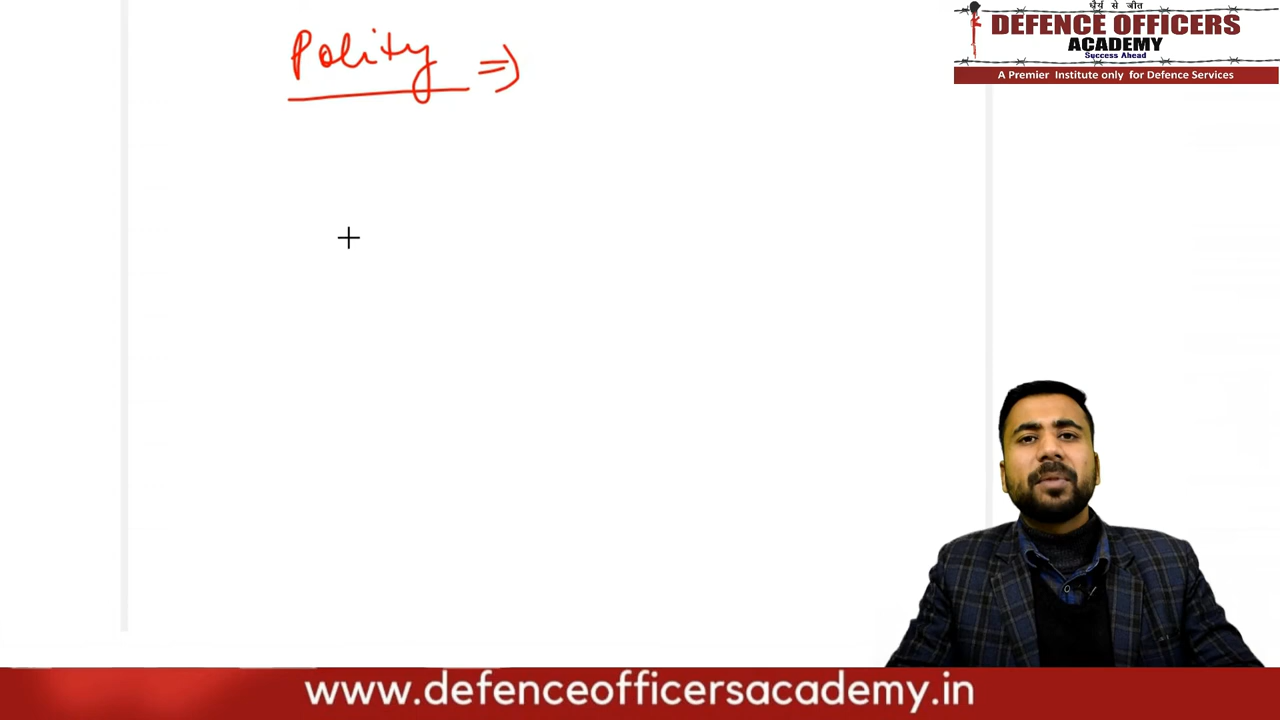 Polity ⇒
धैर्य से जीत
DEFENCE OFFICERS
ACADEMY
Success Ahead
A Premier Institute only for Defence Services
www.defenceofficersacademy.in